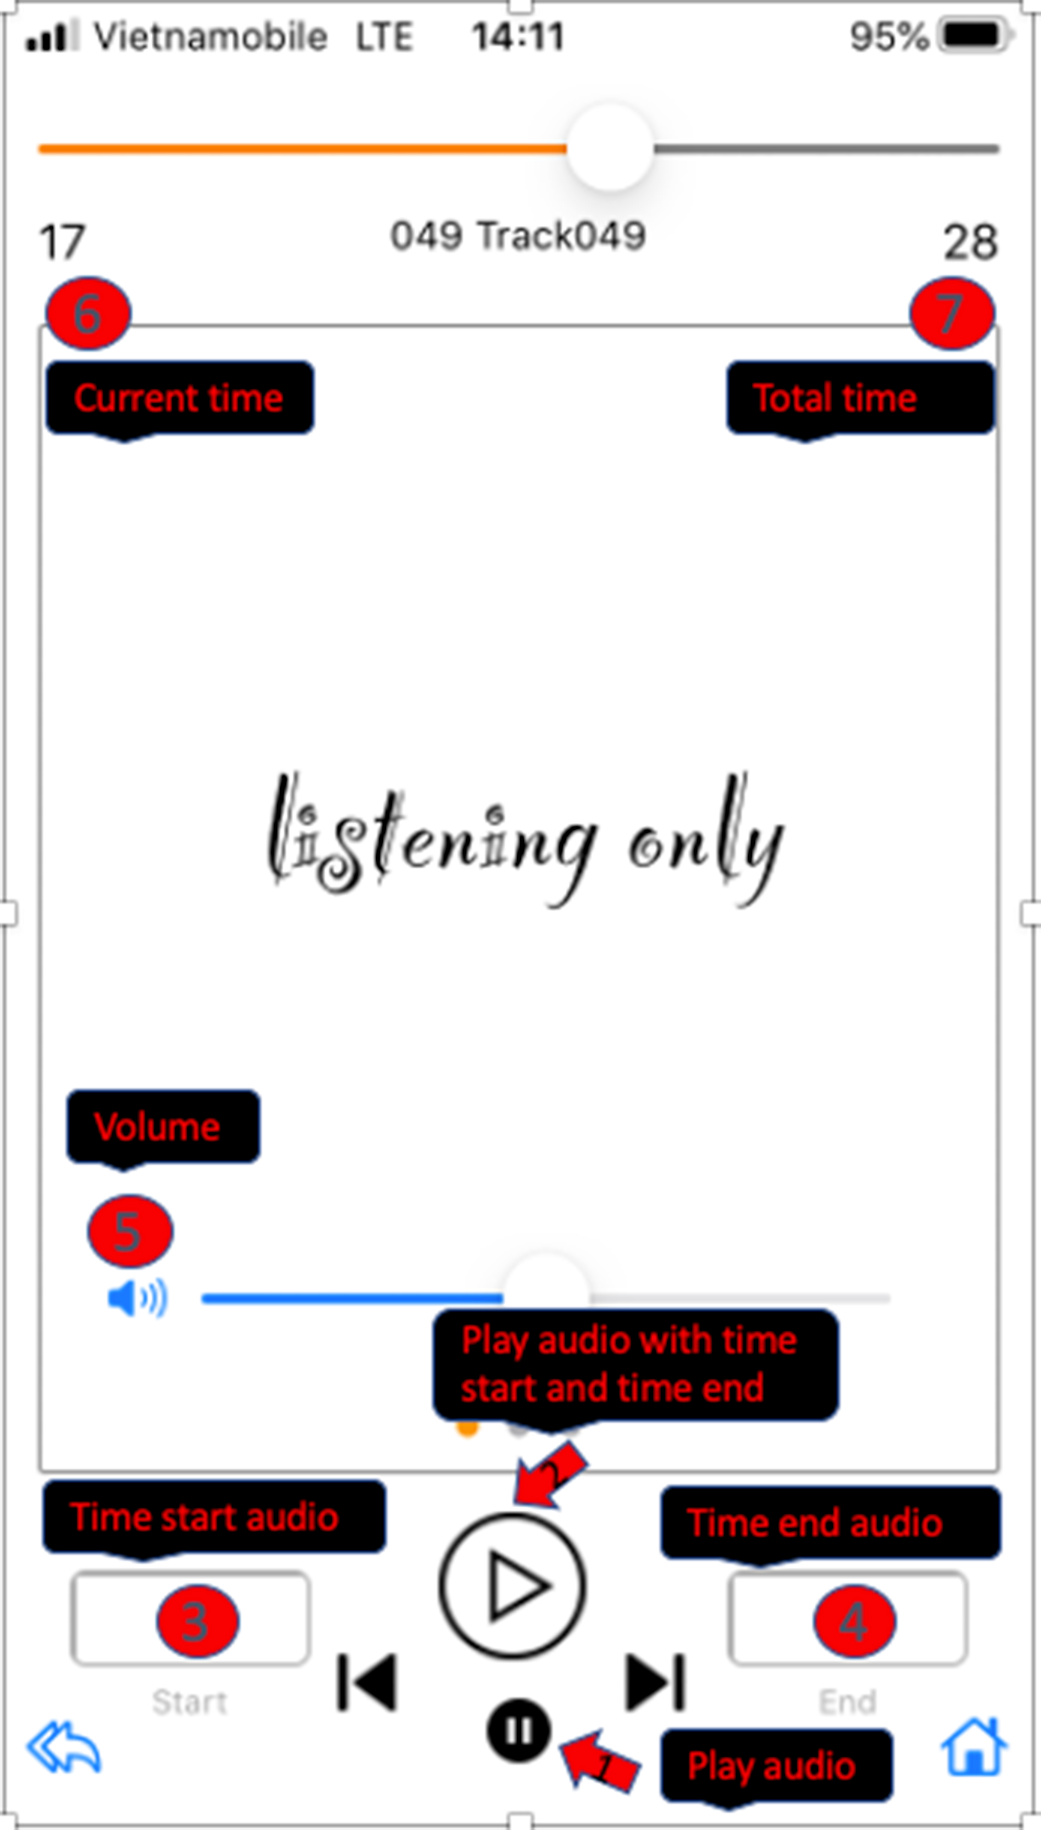 Vietnamobile LTE 14:11 95%
17 049 Track049 28
6 7
Current time Total time
listening only
Volume
5
Play audio with time
start and time end
2
Time start audio Time end audio
3 4
Start End
1 Play audio